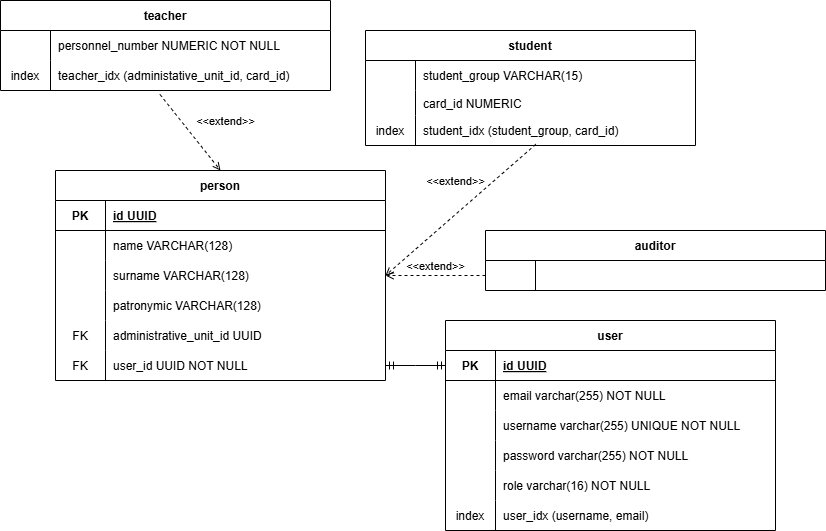 teacher
personnel_number NUMERIC NOT NULL
index teacher_idx (administative_unit_id, card_id)
<<extend>>
student
student_group VARCHAR(15)
card_id NUMERIC
index student_idx (student_group, card_id)
<<extend>>
person
PK id UUID
name VARCHAR(128)
surname VARCHAR(128)
patronymic VARCHAR(128)
FK administrative_unit_id UUID
FK user_id UUID NOT NULL
auditor
<<extend>>
user
PK id UUID
email varchar(255) NOT NULL
username varchar(255) UNIQUE NOT NULL
password varchar(255) NOT NULL
role varchar(16) NOT NULL
index user_idx (username, email)